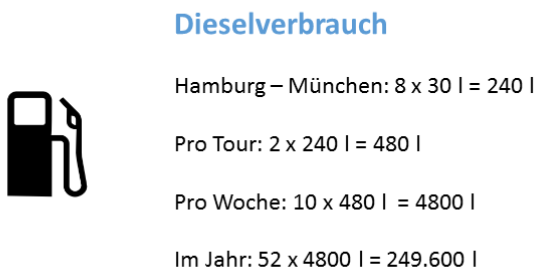 Dieselverbrauch
Hamburg – München: 8 x 30 l = 240 l
Pro Tour: 2 x 240 l = 480 l
Pro Woche: 10 x 480 l  = 4800 l
Im Jahr: 52 x 4800 l = 249.600 l